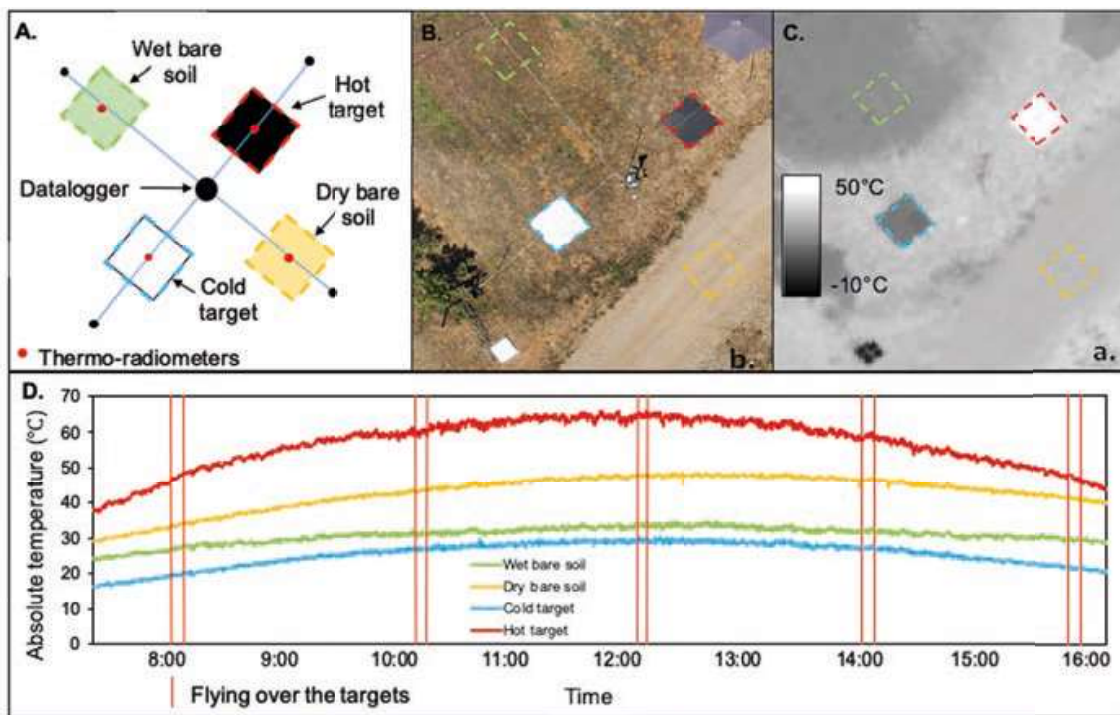 A.
Wet bare
soil
Hot
target
Datalogger
Dry bare
soil
Cold
target
Thermo-radiometers
B.
b.
C.
50°C
-10°C
a.
D.
Absolute temperature (°C)
70
60
50
40
30
20
10
0
Wet bare soil
Dry bare soil
Cold target
Hot target
8:00 9:00 10:00 11:00 12:00 13:00 14:00 15:00 16:00
Flying over the targets
Time